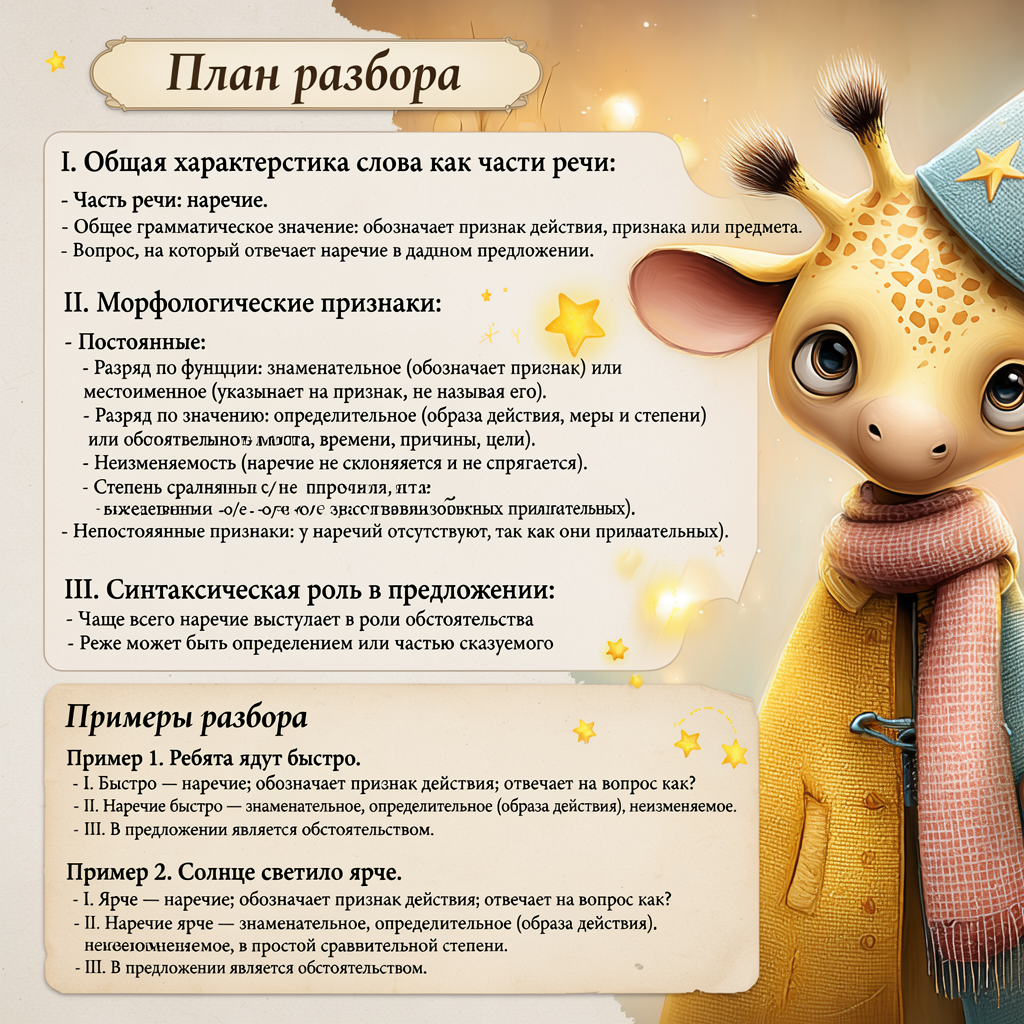 План разбора
I. Общая характерстика слова как части речи:
- Часть речи: наречие.
- Общее грамматическое значение: обозначает признак действия, признака или предмета.
- Вопрос, на который отвечает наречие в дадном предложении.
II. Морфологические признаки:
- Постоянные:
- Разряд по фунщции: знаменательное (обозначает признак) или
местоименное (указывает на признак, не называя его).
- Разряд по значению: определительное (образа действия, меры и степени)
или времени, причины, цели).
- Неизменяемость (наречие не склоняется и не спрягается).
- Степень с/не
-о/е
- Непостоянные признаки: у наречий отсутствуют, так как они
III. Синтаксическая роль в предложении:
- Чаще всего наречие выступает в роли обстоятельства
- Реже может быть определением или частью сказуемого
Примеры разбора
Пример 1. Ребята ядут быстро.
- I. Быстро — наречие; обозначает признак действия; отвечает на вопрос как?
- II. Наречие быстро — знаменательное, определительное (образа действия), неизменяемое.
- III. В предложении является обстоятельством.
Пример 2. Солнце светило ярче.
- I. Ярче — наречие; обозначает признак действия; отвечает на вопрос как?
- II. Наречие ярче — знаменательное, определительное (образа действия).
в простой сраввительной степени.
- III. В предложении является обстоятельством.